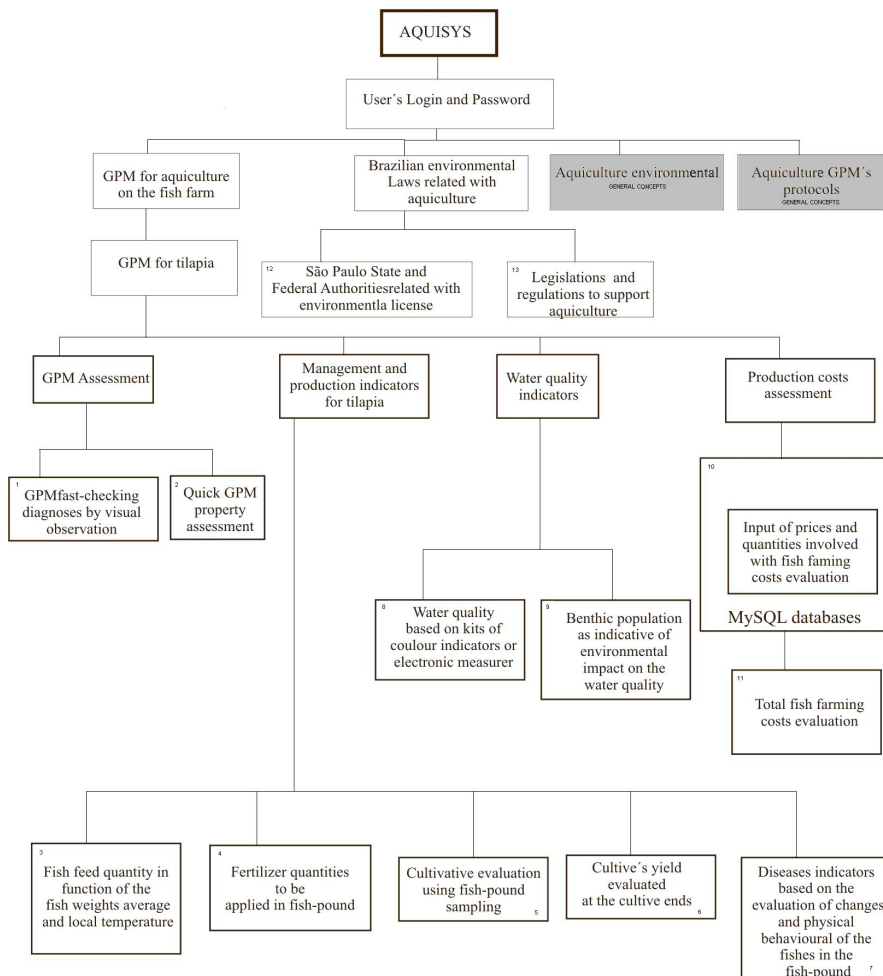 AQUISYS
User´s Login and Password
GPM for aquiculture
on the fish farm
Brazilian environmental
Laws related with
aquiculture
Aquiculture environmental
GENERAL CONCEPTS
Aquiculture GPM´s
protocols
GENERAL CONCEPTS
GPM for tilapia
12
São Paulo State and
Federal Authoritiesrelated with
environmentla license
13
Legislations and
regulations to support
aquiculture
GPM Assessment
Management and
production indicators
for tilapia
Water quality
indicators
Production costs
assessment
1
GPMfast-checking
diagnoses by visual
observation
2
Quick GPM
property
assessment
10
Input of prices and
quantities involved
with fish faming
costs evaluation
MySQL databases
8
Water quality
based on kits of
coulour indicators or
electronic measurer
9
Benthic population
as indicative of
environmental
impact on the
water quality
11
Total fish farming
costs evaluation
3
Fish feed quantity in
function of the
fish weights average
and local temperature
4
Fertilizer quantities
to be
applied in fish-pound
Cultivative evaluation
using fish-pound
sampling
5
Cultive´s yield
evaluated
at the cultive ends
6
Diseases indicators
based on the
evaluation of changes
and physical
behavioural of the
fishes in the
fish-pound
7